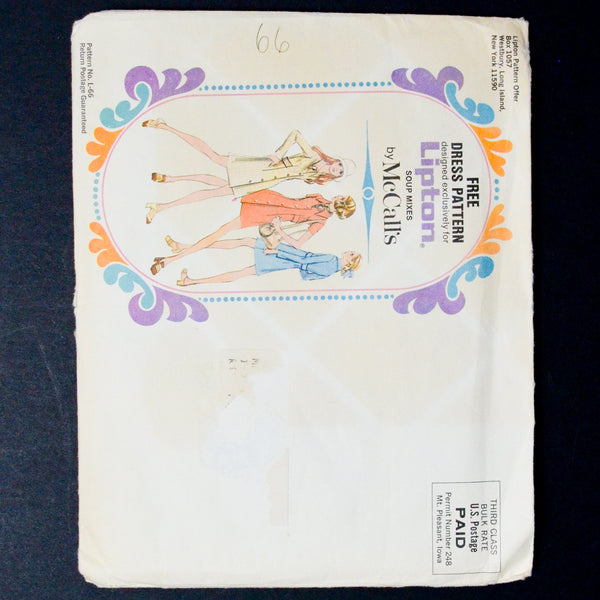 66
Lipton Pattern Offer
Box 1057
Westbury, Long Island,
New York 11590
FREE
DRESS PATTERN
designed exclusively for
Lipton®
SOUP MIXES
by McCall's
Pattern No. L-66
Return Postage Guaranteed
THIRD CLASS
BULK RATE
U.S. Postage
PAID
Permit Number 248
Mt. Pleasant, Iowa